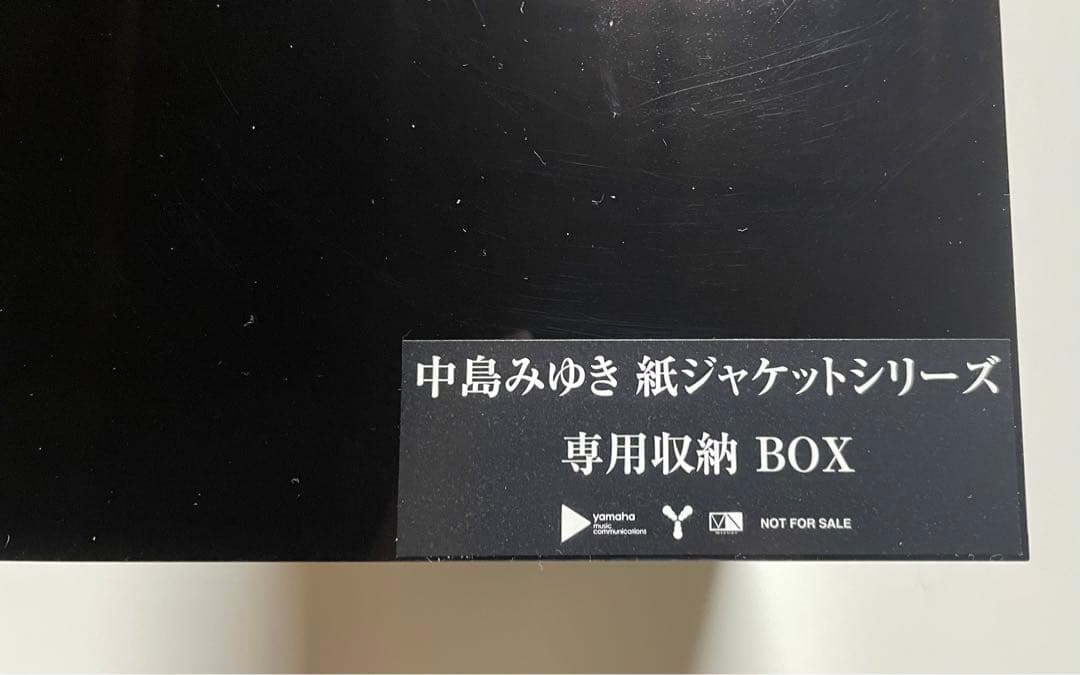 中島みゆき 紙ジャケットシリーズ
専用収納 BOX
yamaha
music
communications
NOT FOR SALE